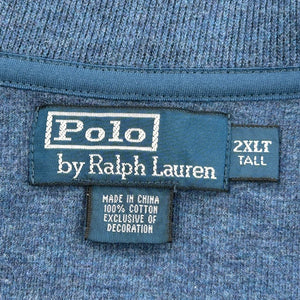 Polo
by Ralph Lauren
2XLT
TALL
MADE IN CHINA
100% COTTON
EXCLUSIVE OF
DECORATION